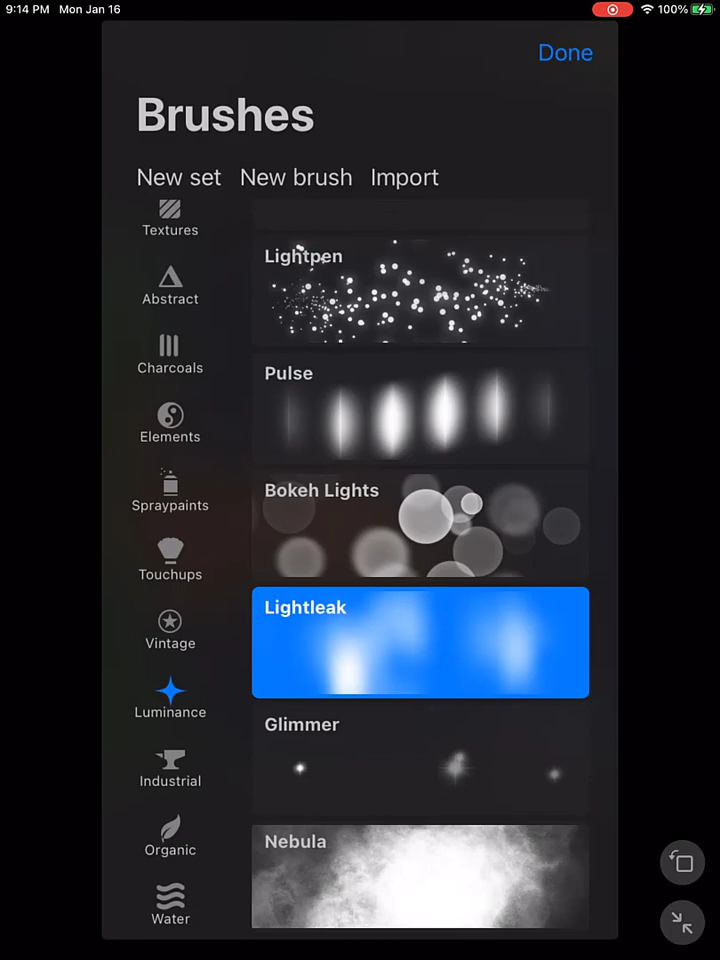 9:14 PM Mon Jan 16 100%
Done
Brushes
New set New brush Import
Textures
Abstract
Charcoals
Elements
Spraypaints
Touchups
Vintage
Luminance
Industrial
Organic
Water
Lightpen
Pulse
Bokeh Lights
Lightleak
Glimmer
Nebula